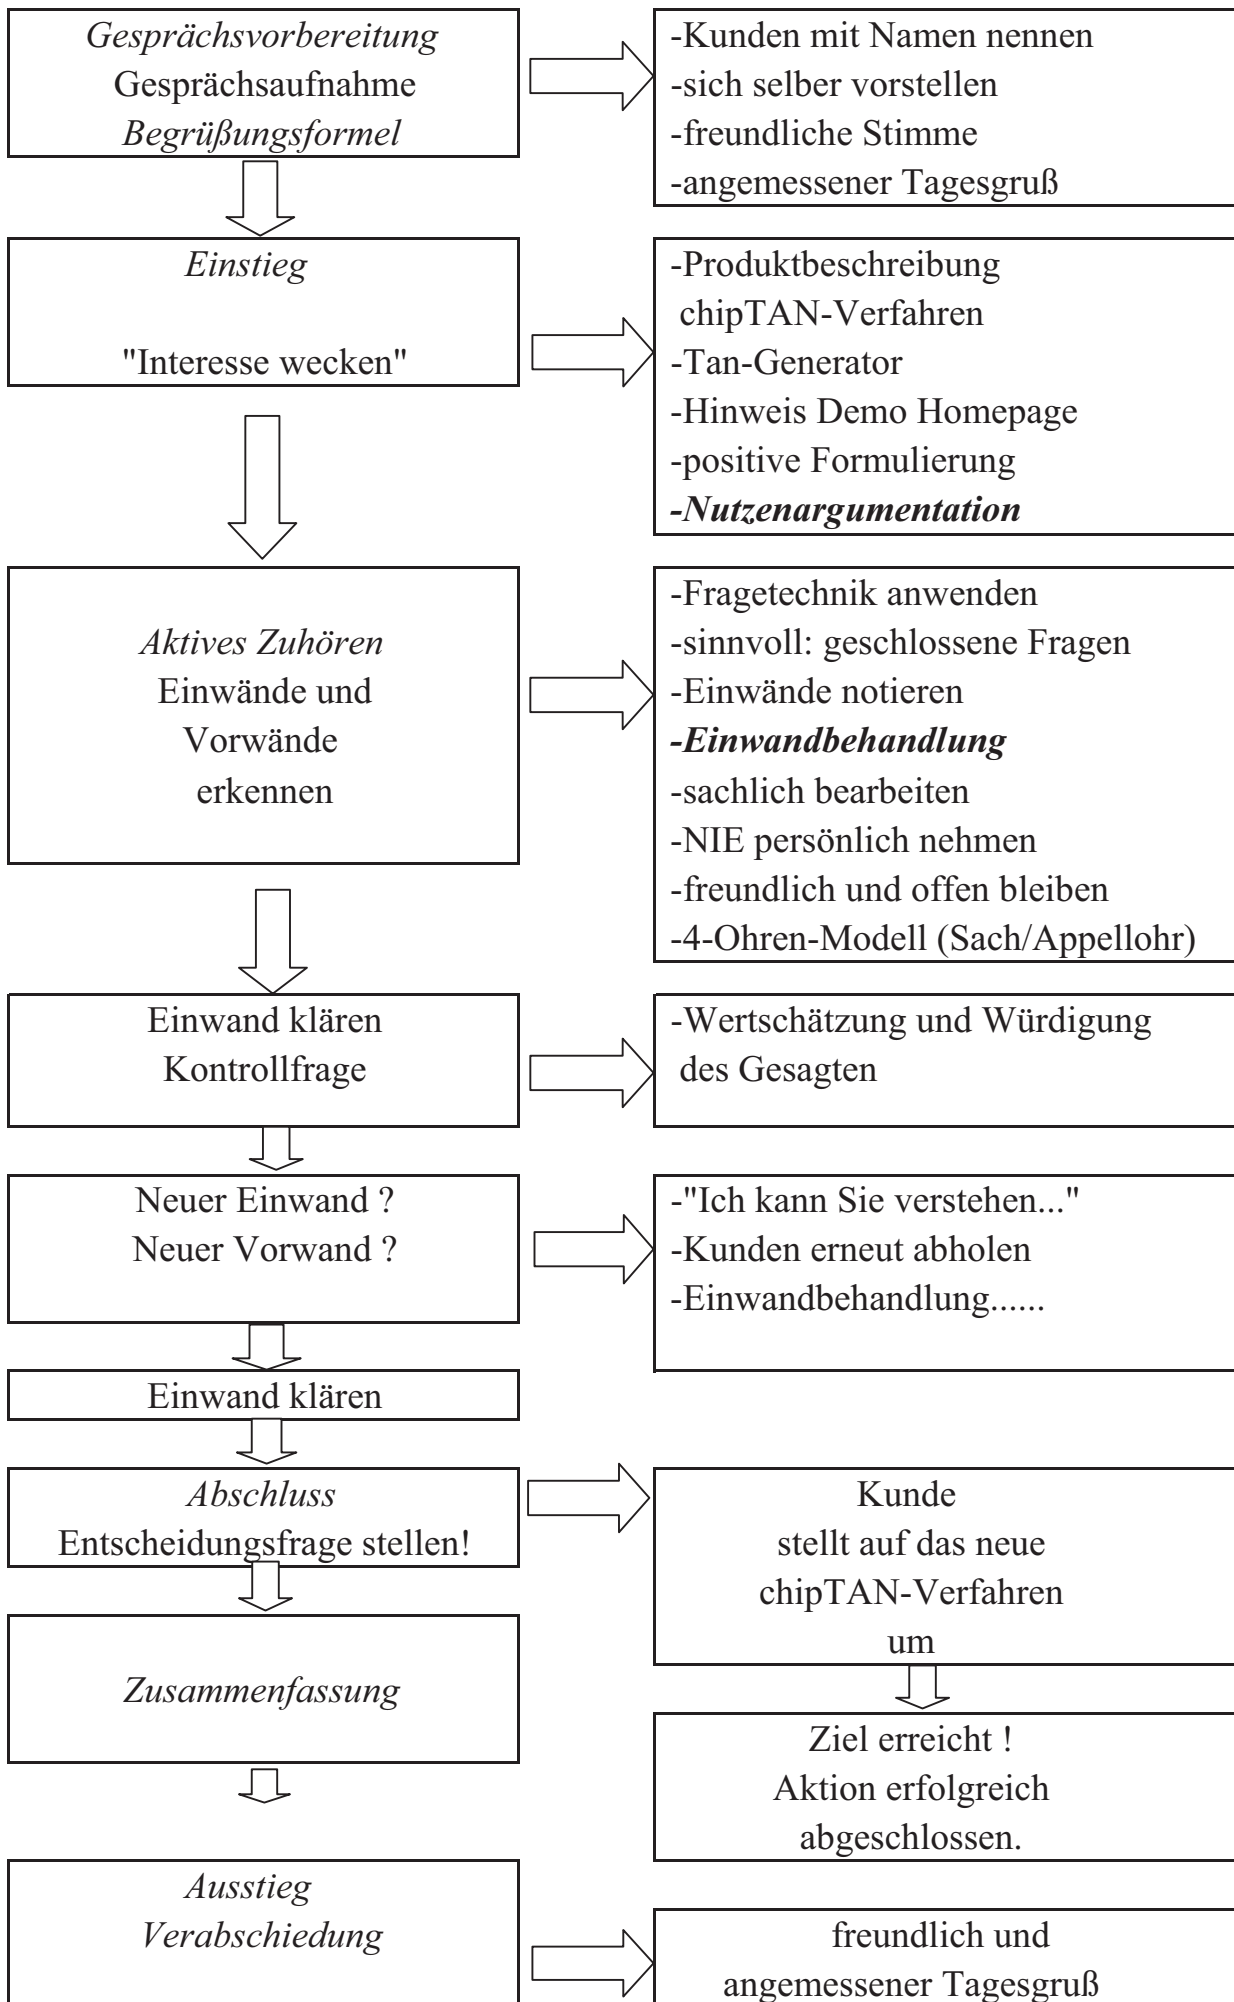 Gesprächsvorbereitung
Gesprächsaufnahme
Begrüßungsformel
-Kunden mit Namen nennen
-sich selber vorstellen
-freundliche Stimme
-angemessener Tagesgruß
Einstieg
"Interesse wecken"
-Produktbeschreibung
chipTAN-Verfahren
-Tan-Generator
-Hinweis Demo Homepage
-positive Formulierung
-Nutzenargumentation
Aktives Zuhören
Einwände und
Vorwände
erkennen
-Fragetechnik anwenden
-sinnvoll: geschlossene Fragen
-Einwände notieren
-Einwandbehandlung
-sachlich bearbeiten
-NIE persönlich nehmen
-freundlich und offen bleiben
-4-Ohren-Modell (Sach/Appellohr)
Einwand klären
Kontrollfrage
-Wertschätzung und Würdigung
des Gesagten
Neuer Einwand ?
Neuer Vorwand ?
-"Ich kann Sie verstehen..."
-Kunden erneut abholen
-Einwandbehandlung......
Einwand klären
Abschluss
Entscheidungsfrage stellen!
Kunde
stellt auf das neue
chipTAN-Verfahren
um
Zusammenfassung
Ziel erreicht !
Aktion erfolgreich
abgeschlossen.
Ausstieg
Verabschiedung
freundlich und
angemessener Tagesgruß